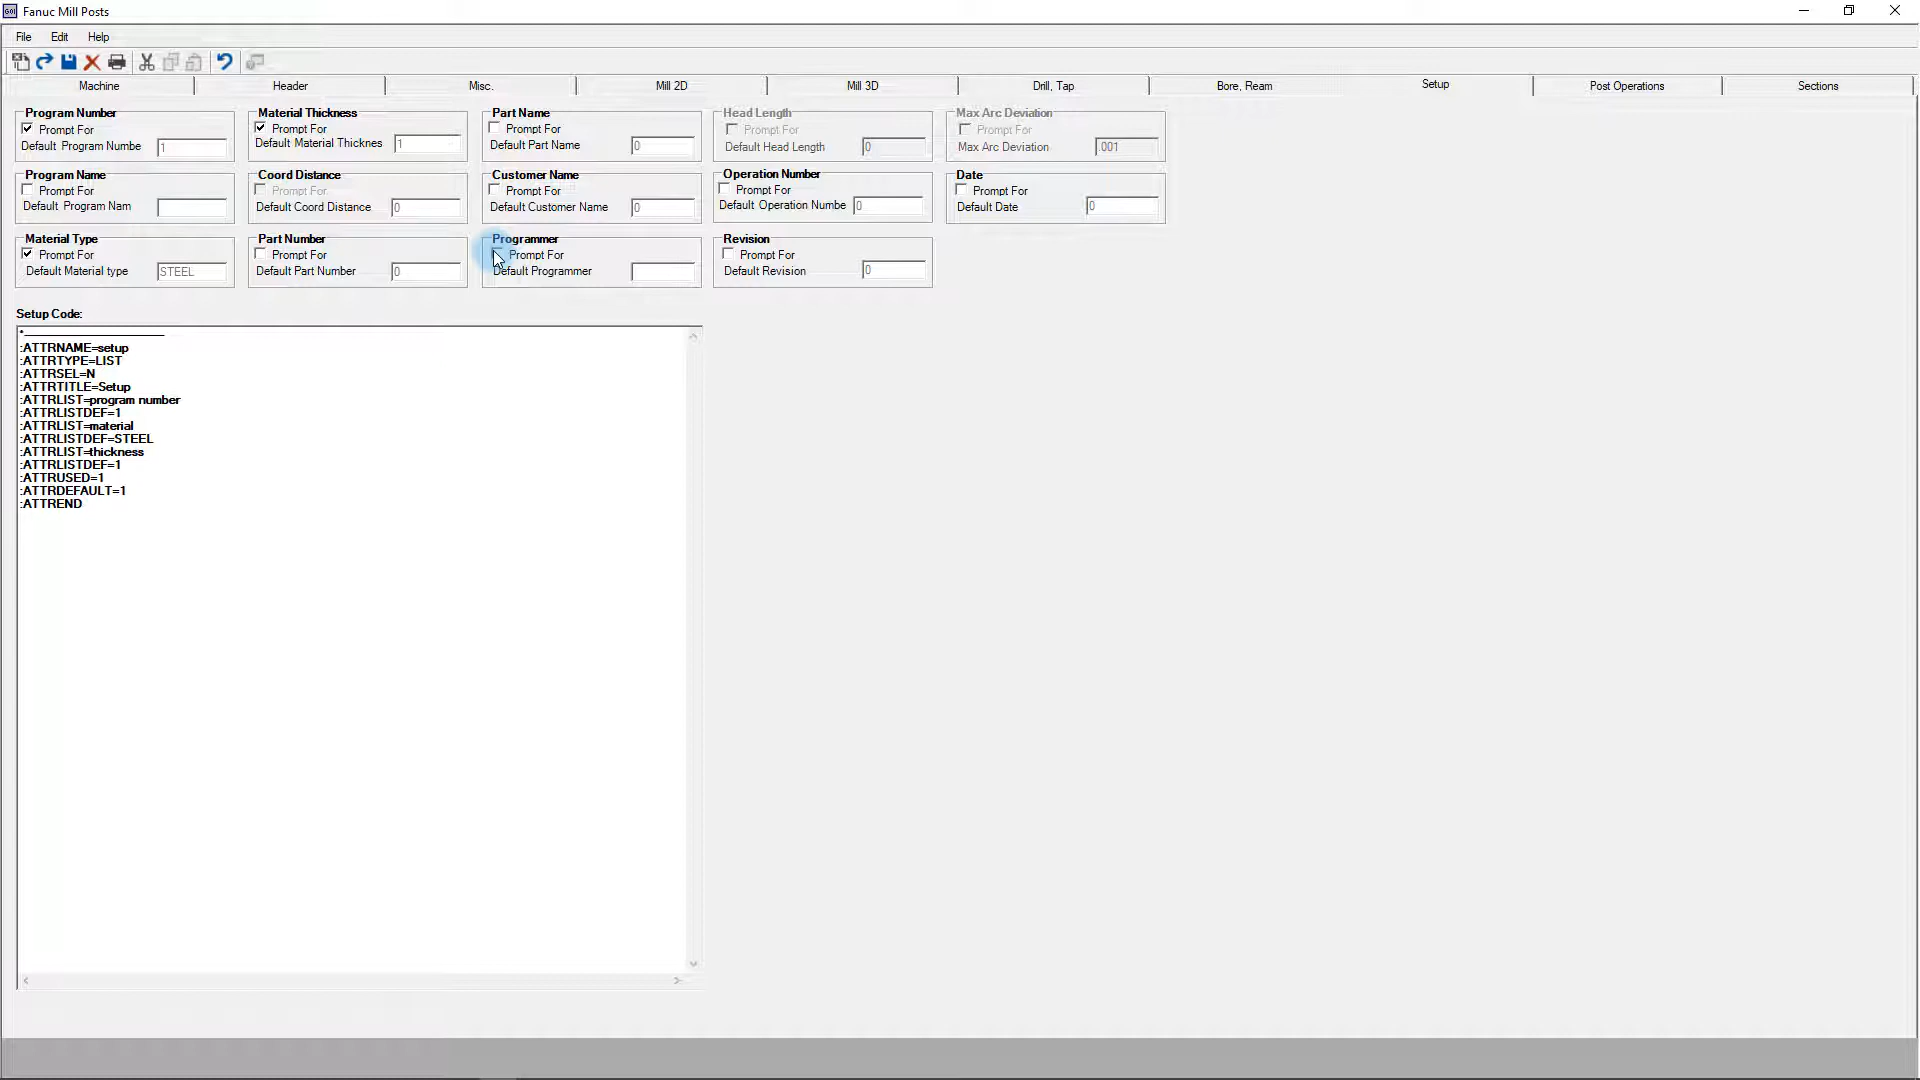 G01 Fanuc Mill Posts
File Edit Help
Machine Header Misc. Mill 2D Mill 3D Drill, Tap Bore, Ream Setup Post Operations Sections
Program Number
Prompt For
Default Program Numbe 1
Material Thickness
Prompt For
Default Material Thicknes 1
Part Name
Prompt For
Default Part Name 0
Head Length
Prompt For
Default Head Length 0
Max Arc Deviation
Prompt For
Max Arc Deviation .001
Program Name
Prompt For
Default Program Nam
Coord Distance
Prompt For
Default Coord Distance 0
Customer Name
Prompt For
Default Customer Name 0
Operation Number
Prompt For
Default Operation Numbe 0
Date
Prompt For
Default Date 0
Material Type
Prompt For
Default Material type STEEL
Part Number
Prompt For
Default Part Number 0
Programmer
Prompt For
Default Programmer
Revision
Prompt For
Default Revision 0
Setup Code:
*____________________
:ATTRNAME=setup
:ATTRTYPE=LIST
:ATTRSEL=N
:ATTRTITLE=Setup
:ATTRLIST=program number
:ATTRLISTDEF=1
:ATTRLIST=material
:ATTRLISTDEF=STEEL
:ATTRLIST=thickness
:ATTRLISTDEF=1
:ATTRUSED=1
:ATTRDEFAULT=1
:ATTREND